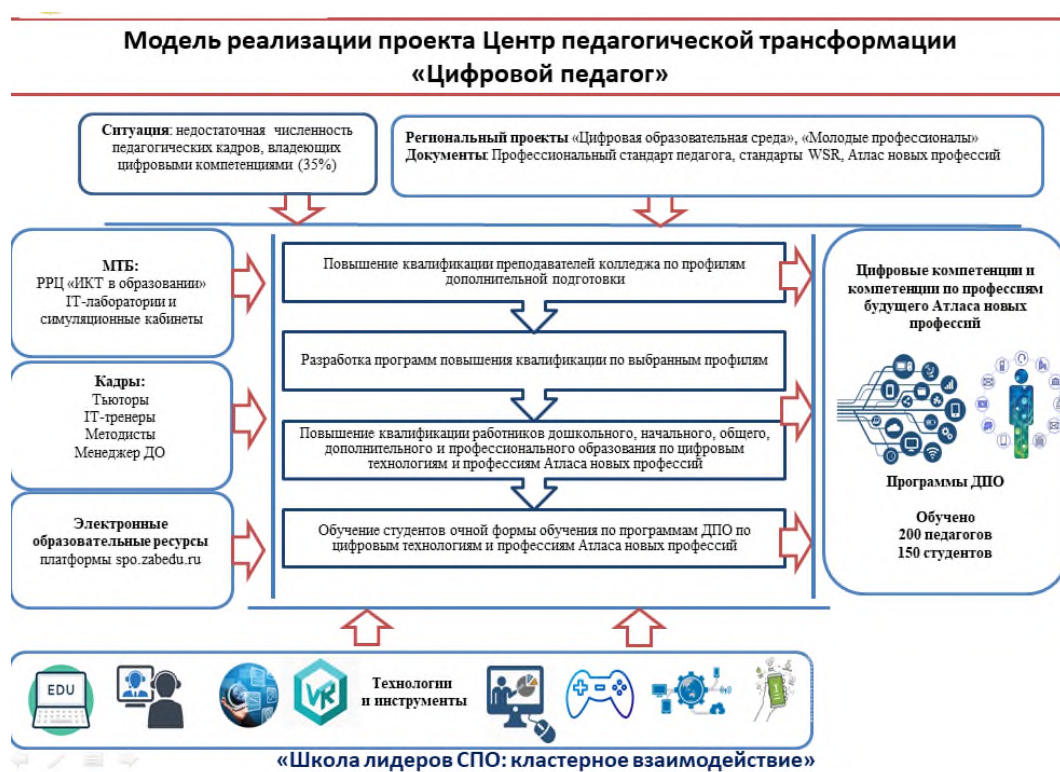 Модель реализации проекта Центр педагогической трансформации
«Цифровой педагог»
Ситуация: недостаточная численность
педагогических кадров, владеющих
цифровыми компетенциями (35%)
Региональный проекты «Цифровая образовательная среда», «Молодые профессионалы»
Документы: Профессиональный стандарт педагога, стандарты WSR, Атлас новых профессий
МТБ:
РРЦ «ИКТ в образовании»
IT-лаборатории и
симуляционные кабинеты
Кадры:
Тьюторы
IT-тренеры
Методисты
Менеджер ДО
Электронные
образовательные ресурсы
платформы spo.zabedu.ru
Повышение квалификации преподавателей колледжа по профилям
дополнительной подготовки
Разработка программ повышения квалификации по выбранным профилям
Повышение квалификации работников дошкольного, начального, общего,
дополнительного и профессионального образования по цифровым
технологиям и профессиям Атласа новых профессий
Обучение студентов очной формы обучения по программам ДПО по
цифровым технологиям и профессиям Атласа новых профессий
Цифровые компетенции и
компетенции по профессиям
будущего Атласа новых
профессий
Программы ДПО
Обучено
200 педагогов
150 студентов
EDU
VR
Технологии
и инструменты
«Школа лидеров СПО: кластерное взаимодействие»